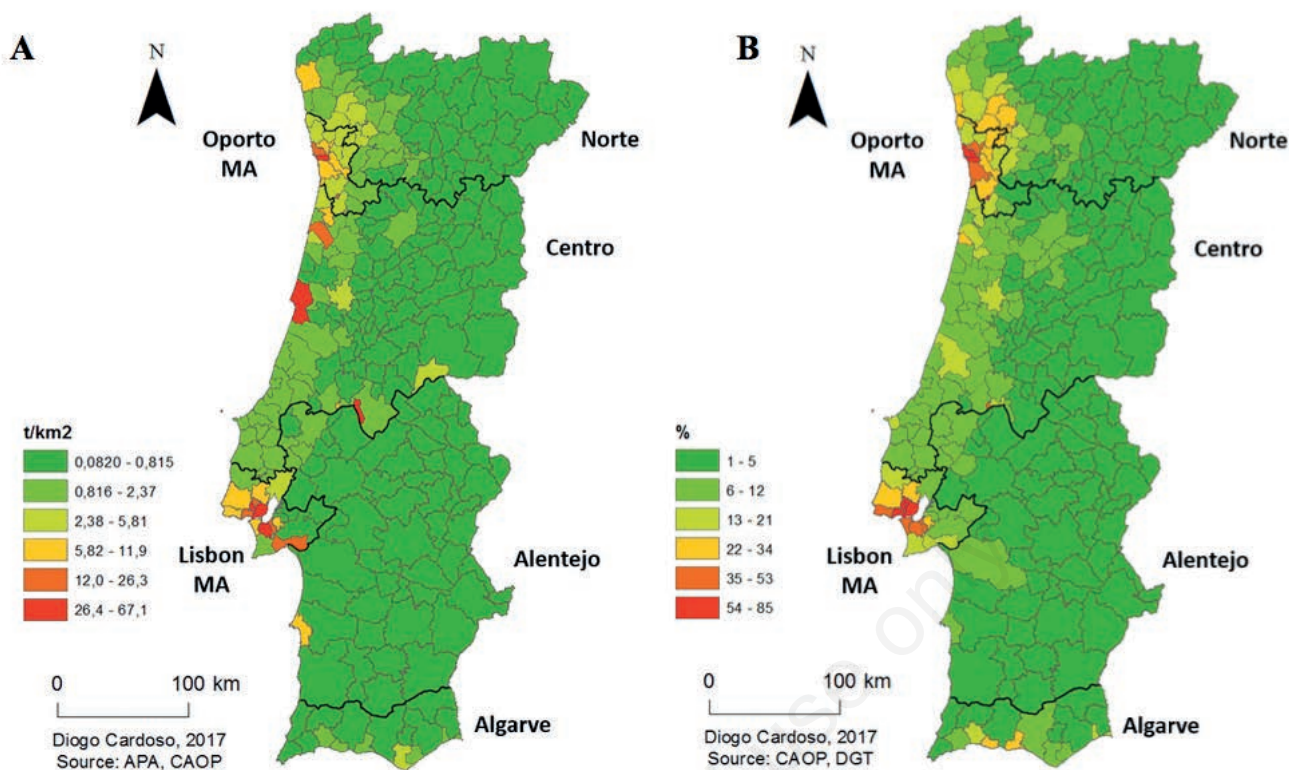 A
N
Oporto
MA
Norte
Centro
t/km2
0,0820 - 0,815
0,816 - 2,37
2,38 - 5,81
5,82 - 11,9
12,0 - 26,3
26,4 - 67,1
Lisbon
MA
Alentejo
0 100 km
Algarve
Diogo Cardoso, 2017
Source: APA, CAOP
B
N
Oporto
MA
Norte
Centro
%
1 - 5
6 - 12
13 - 21
22 - 34
35 - 53
54 - 85
Lisbon
MA
Alentejo
0 100 km
Algarve
Diogo Cardoso, 2017
Source: CAOP, DGT